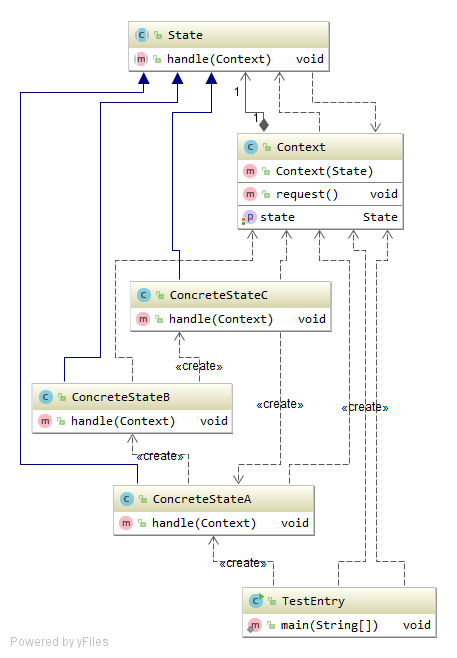 State
handle(Context) void
1
1
Context
Context(State)
request() void
state State
ConcreteStateC
handle(Context) void
«create»
ConcreteStateB
handle(Context) void
«create»
«create»
«create»
ConcreteStateA
handle(Context) void
«create»
TestEntry
main(String[]) void
Powered by yFiles